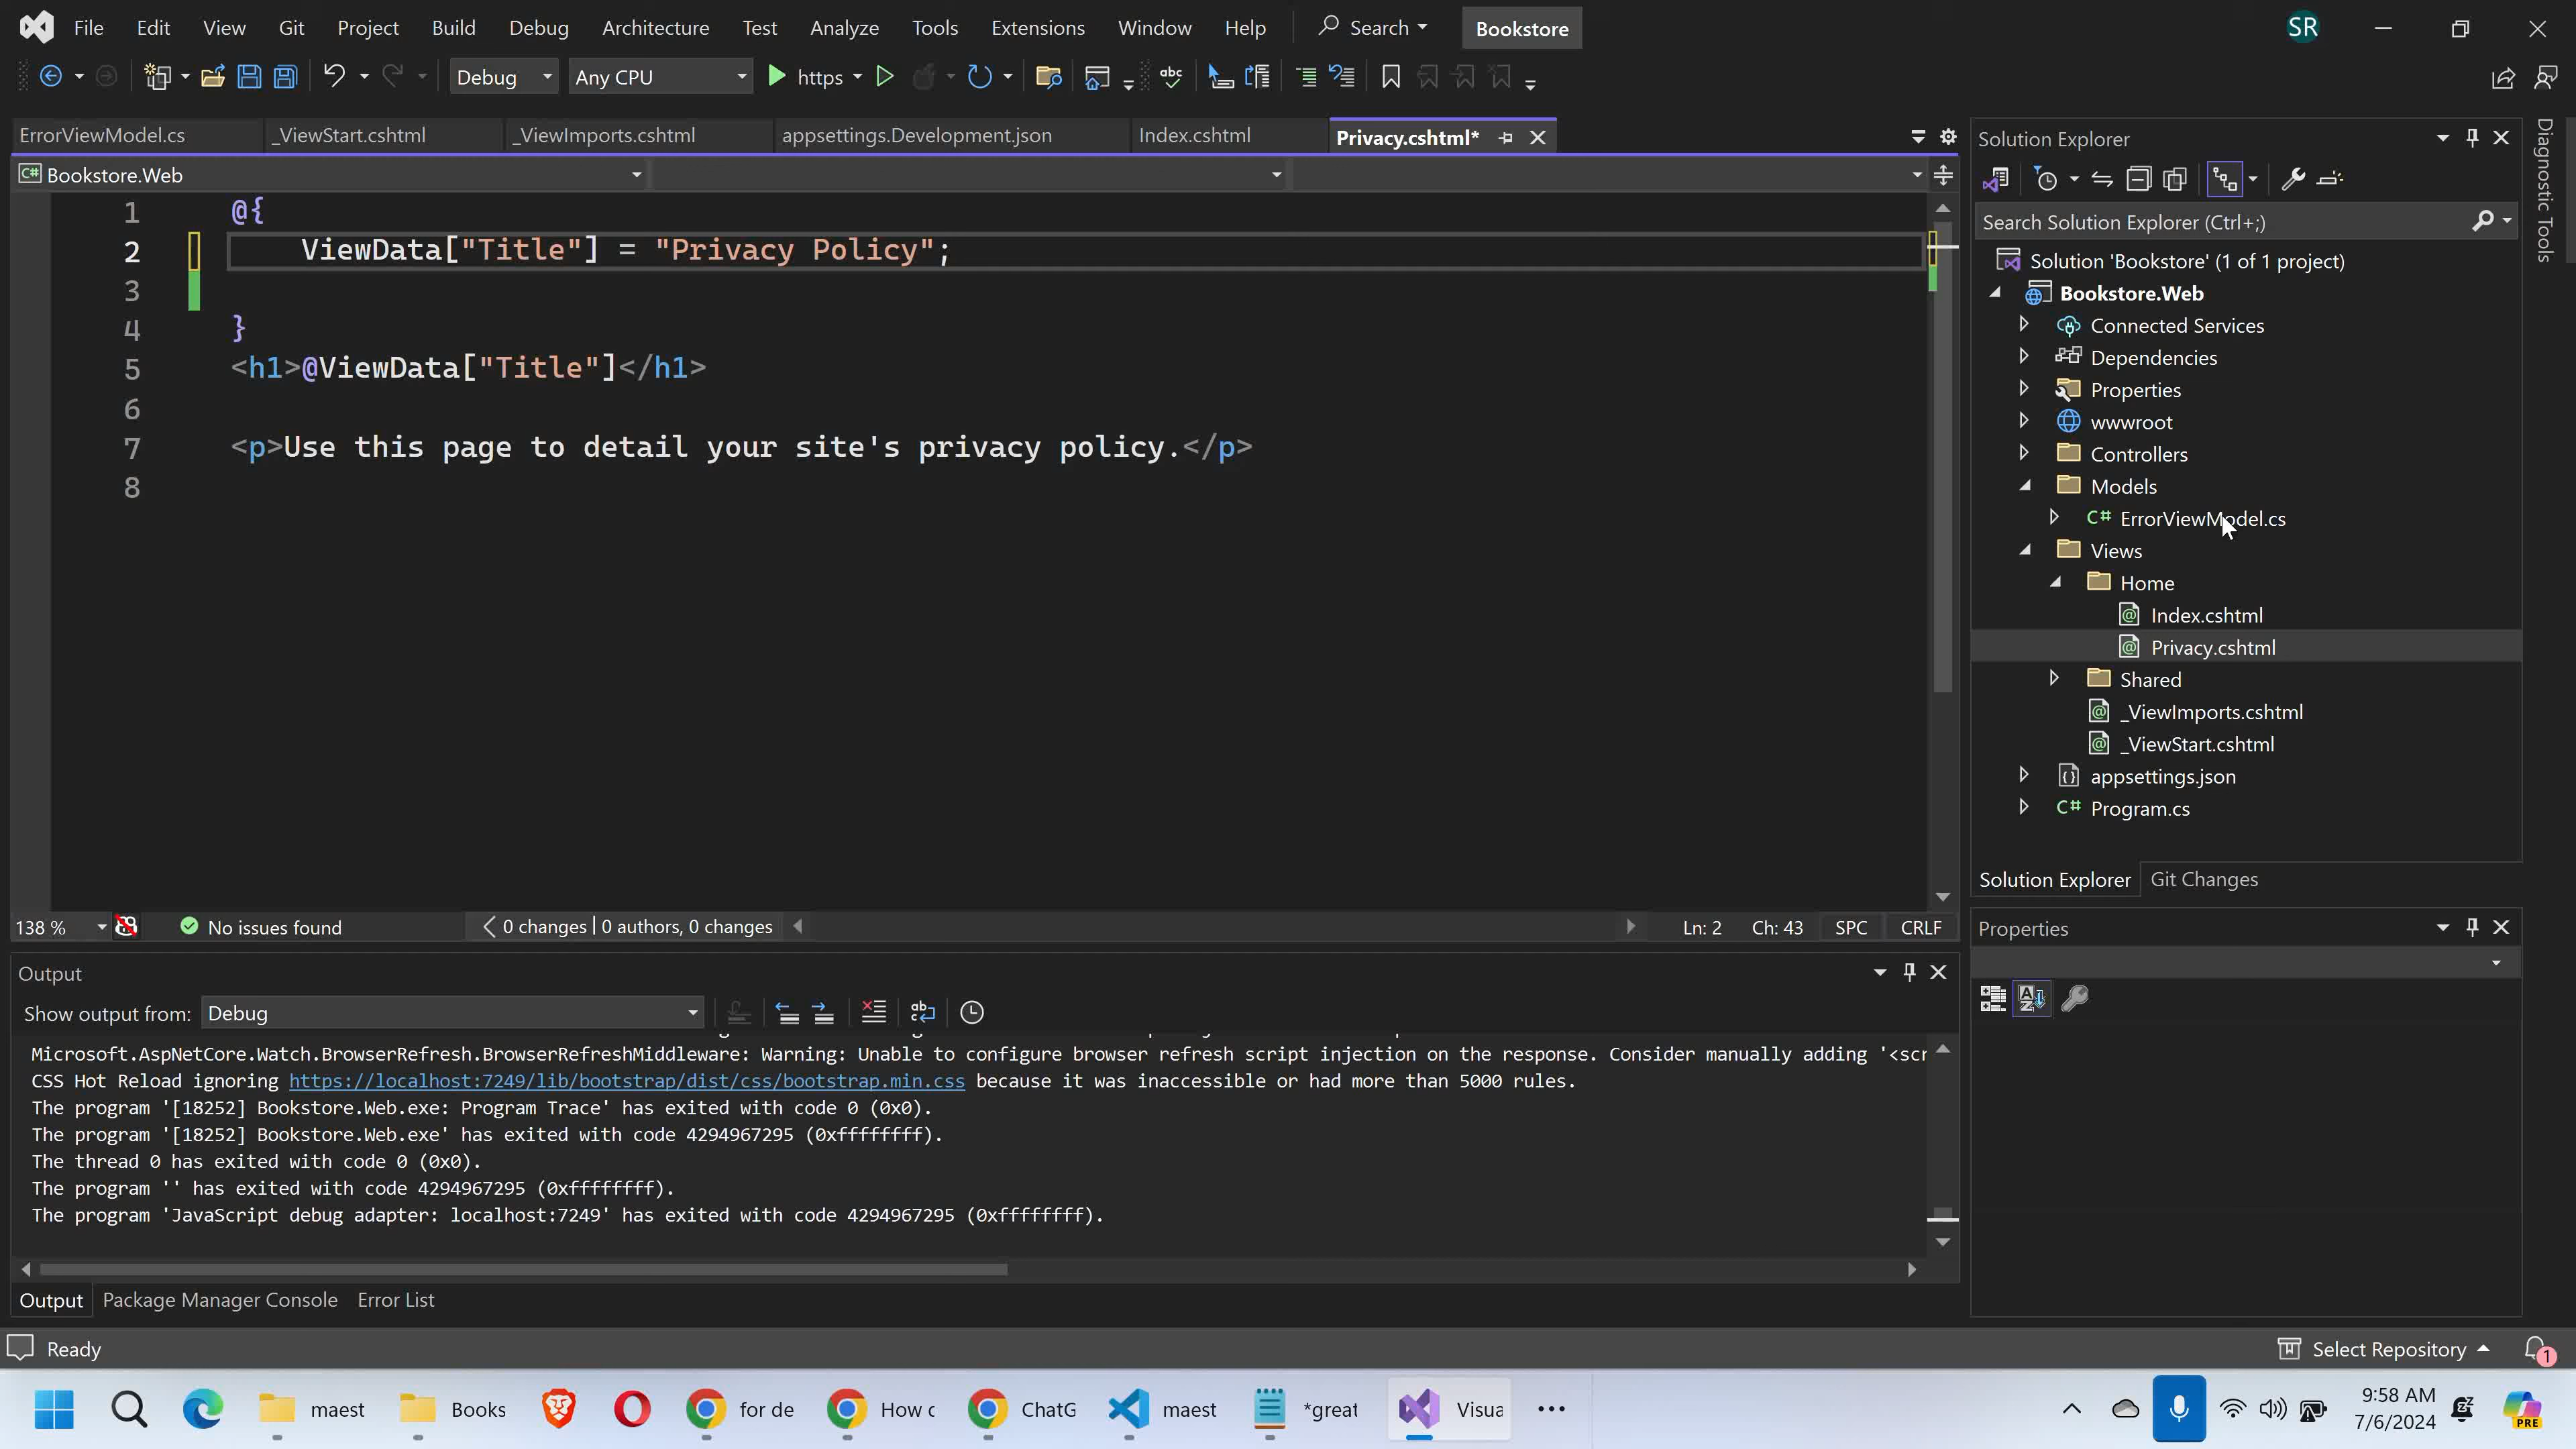 File Edit View Git Project Build Debug Architecture Test Analyze Tools Extensions Window Help Search Bookstore SR
Debug Any CPU https abc
ErrorViewModel.cs _ViewStart.cshtml _ViewImports.cshtml appsettings.Development.json Index.cshtml Privacy.cshtml*
C# Bookstore.Web
1 @{
2 ViewData["Title"] = "Privacy Policy";
3
4 }
5 <h1>@ViewData["Title"]</h1>
6
7 <p>Use this page to detail your site's privacy policy.</p>
8
138 % No issues found 0 changes | 0 authors, 0 changes Ln: 2 Ch: 43 SPC CRLF
Solution Explorer
Search Solution Explorer (Ctrl+;)
Solution 'Bookstore' (1 of 1 project)
Bookstore.Web
Connected Services
Dependencies
Properties
wwwroot
Controllers
Models
C# ErrorViewModel.cs
Views
Home
Index.cshtml
Privacy.cshtml
Shared
_ViewImports.cshtml
_ViewStart.cshtml
appsettings.json
C# Program.cs
Solution Explorer Git Changes
Diagnostic Tools
Properties
Output
Show output from: Debug
Microsoft.AspNetCore.Watch.BrowserRefresh.BrowserRefreshMiddleware: Warning: Unable to configure browser refresh script injection on the response. Consider manually adding '<scr
CSS Hot Reload ignoring https://localhost:7249/lib/bootstrap/dist/css/bootstrap.min.css because it was inaccessible or had more than 5000 rules.
The program '[18252] Bookstore.Web.exe: Program Trace' has exited with code 0 (0x0).
The program '[18252] Bookstore.Web.exe' has exited with code 4294967295 (0xffffffff).
The thread 0 has exited with code 0 (0x0).
The program '' has exited with code 4294967295 (0xffffffff).
The program 'JavaScript debug adapter: localhost:7249' has exited with code 4294967295 (0xffffffff).
Output Package Manager Console Error List
Ready Select Repository 1
maest Books for de How c ChatG maest *great Visua
9:58 AM
7/6/2024
PRE